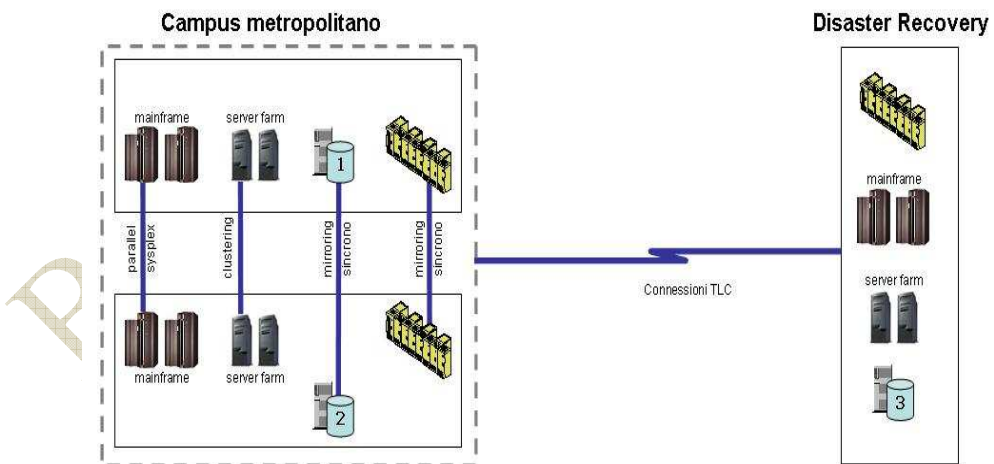 Campus metropolitano
Disaster Recovery
mainframe
server farm
1
parallel
sysplex
clustering
mirroring
sincrono
mirroring
sincrono
mainframe
server farm
2
Connessioni TLC
mainframe
server farm
3